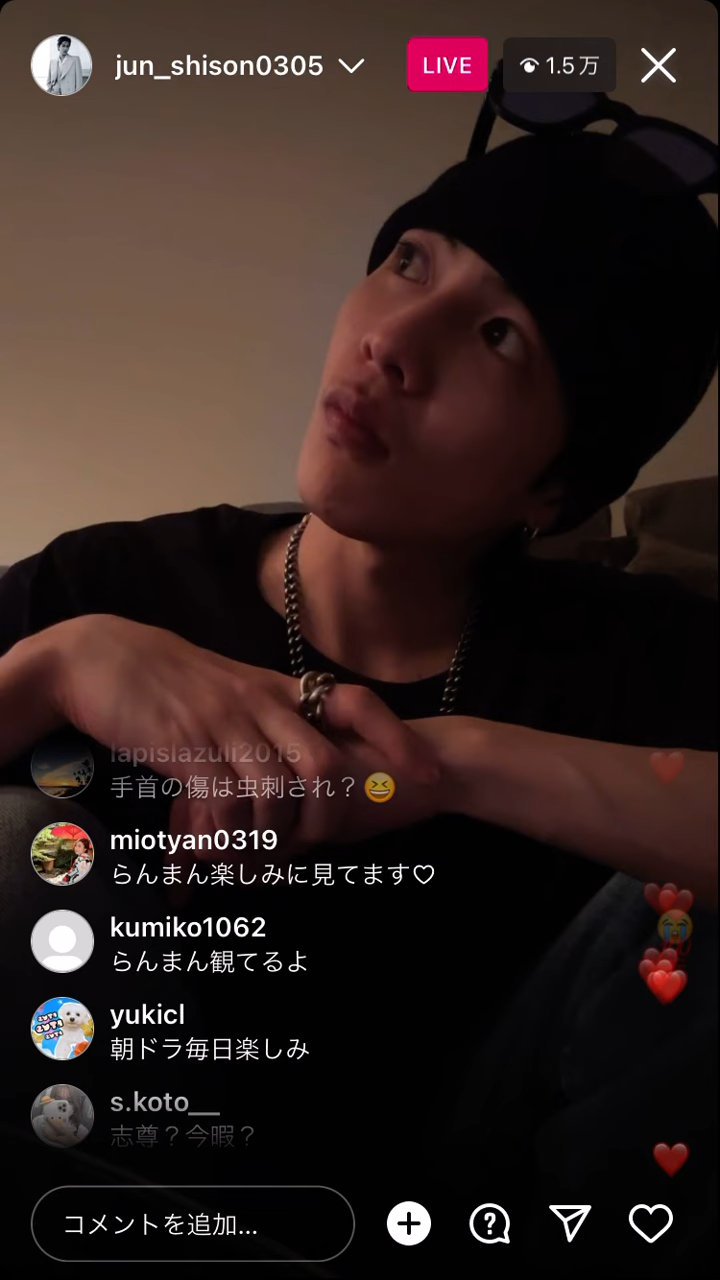 jun_shison0305
LIVE
1.5万
lapislazuli2015
手首の傷は虫刺され？😆
miotyan0319
らんまん楽しみに見てます♡
kumiko1062
らんまん観てるよ
yukicl
朝ドラ毎日楽しみ
s.koto__
志尊？今暇？
コメントを追加...